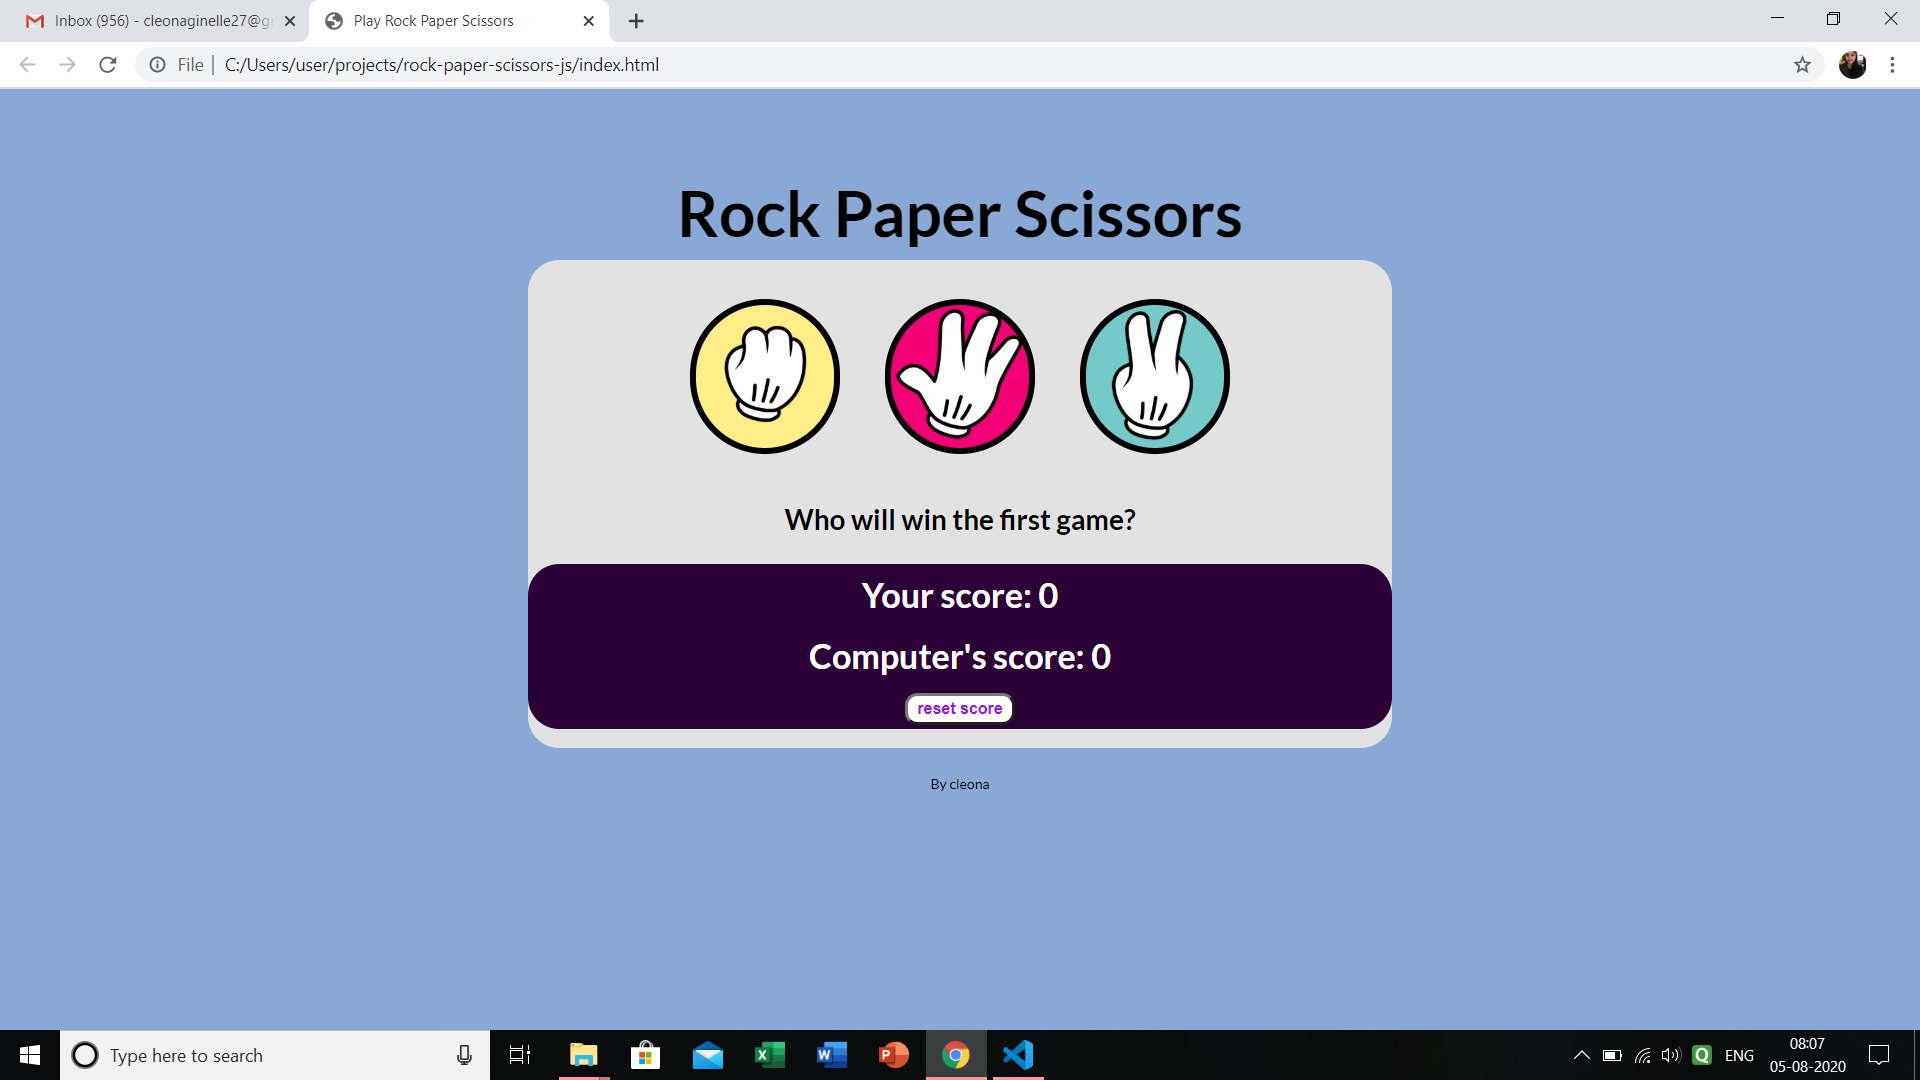 Inbox (956) - cleonaginelle27@g
Play Rock Paper Scissors
File | C:/Users/user/projects/rock-paper-scissors-js/index.html
Rock Paper Scissors
Who will win the first game?
Your score: 0
Computer's score: 0
reset score
By cleona
Type here to search
ENG
08:07
05-08-2020